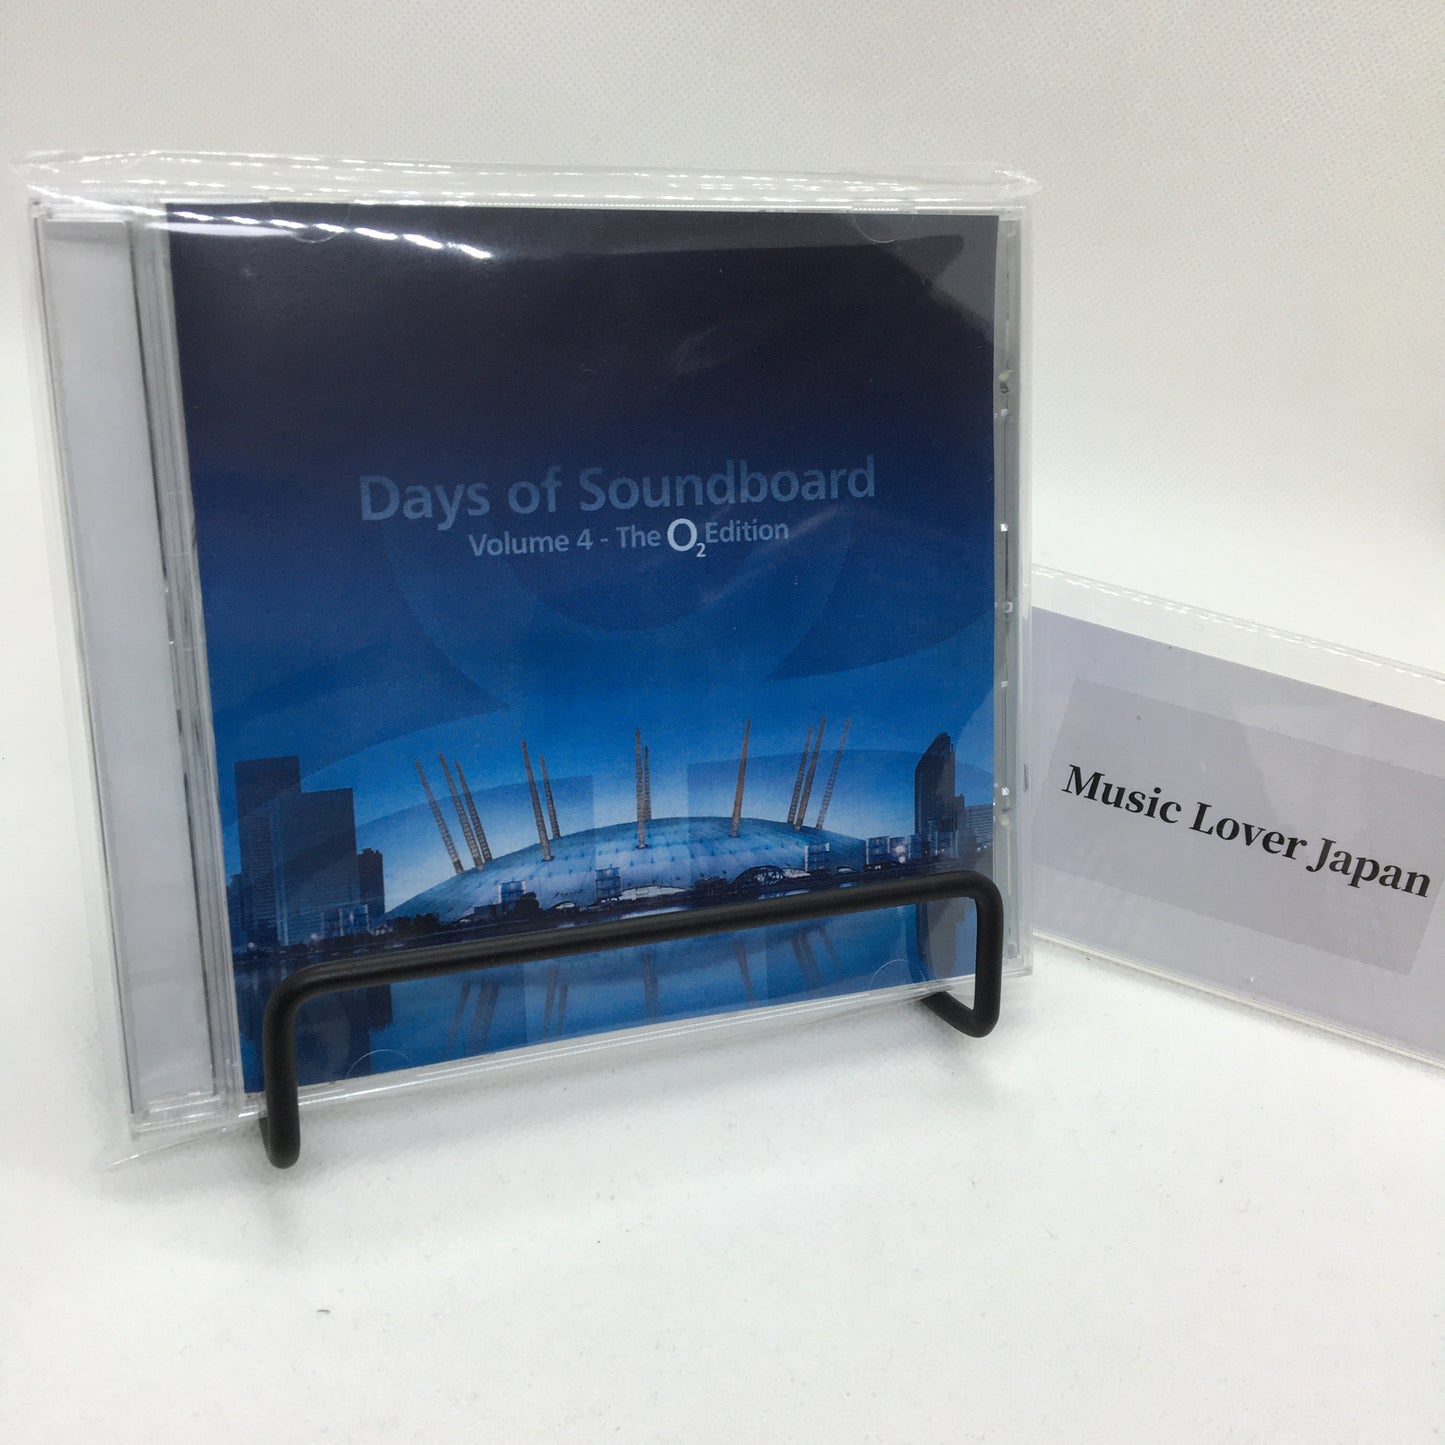 Days of Soundboard
Volume 4 - The O2 Edition
Music Lover Japan